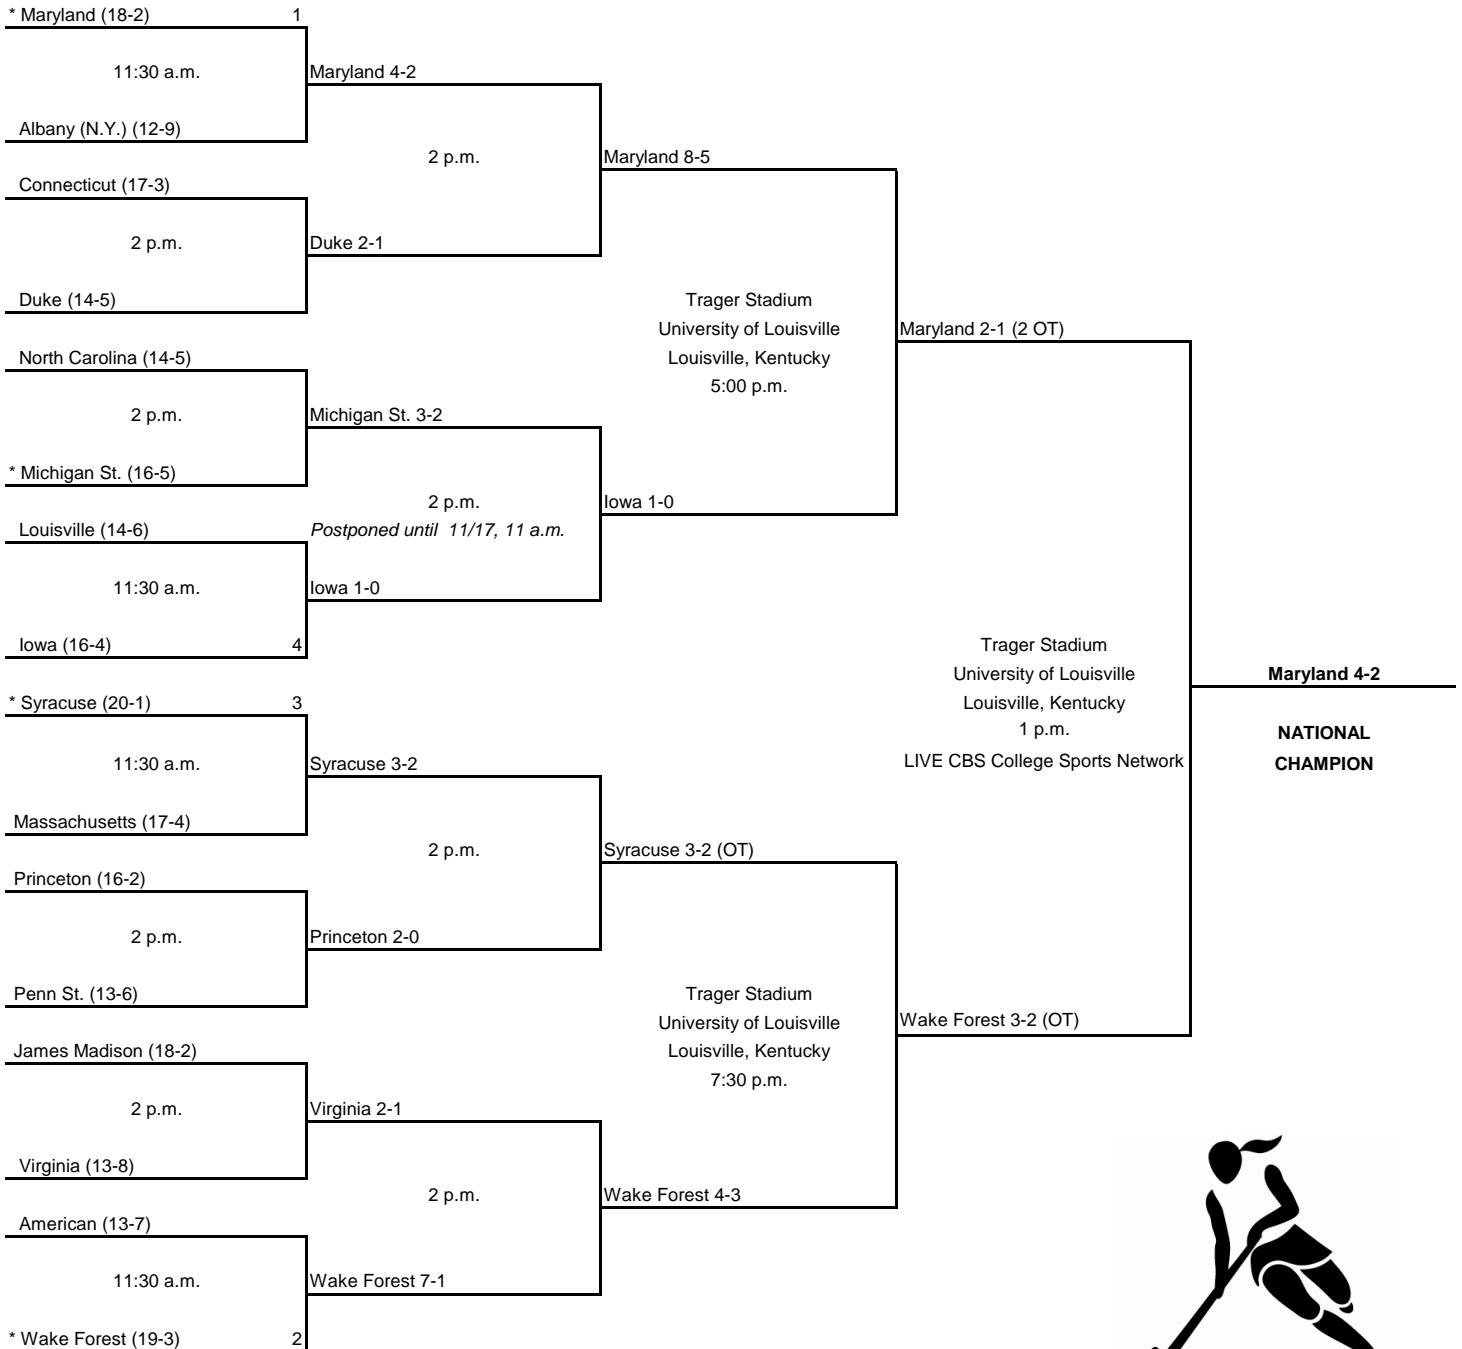 * Maryland (18-2) 1
11:30 a.m.
Albany (N.Y.) (12-9)
Connecticut (17-3)
2 p.m.
Duke (14-5)
North Carolina (14-5)
2 p.m.
* Michigan St. (16-5)
Louisville (14-6)
11:30 a.m.
Iowa (16-4) 4
* Syracuse (20-1) 3
11:30 a.m.
Massachusetts (17-4)
Princeton (16-2)
2 p.m.
Penn St. (13-6)
James Madison (18-2)
2 p.m.
Virginia (13-8)
American (13-7)
11:30 a.m.
* Wake Forest (19-3) 2
Maryland 4-2
2 p.m.
Duke 2-1
Michigan St. 3-2
2 p.m.
Postponed until 11/17, 11 a.m.
Iowa 1-0
Syracuse 3-2
2 p.m.
Princeton 2-0
Virginia 2-1
2 p.m.
Wake Forest 7-1
Maryland 8-5
Trager Stadium
University of Louisville
Louisville, Kentucky
5:00 p.m.
Iowa 1-0
Syracuse 3-2 (OT)
Trager Stadium
University of Louisville
Louisville, Kentucky
7:30 p.m.
Wake Forest 4-3
Maryland 2-1 (2 OT)
Trager Stadium
University of Louisville
Louisville, Kentucky
1 p.m.
LIVE CBS College Sports Network
Wake Forest 3-2 (OT)
Maryland 4-2
NATIONAL
CHAMPION